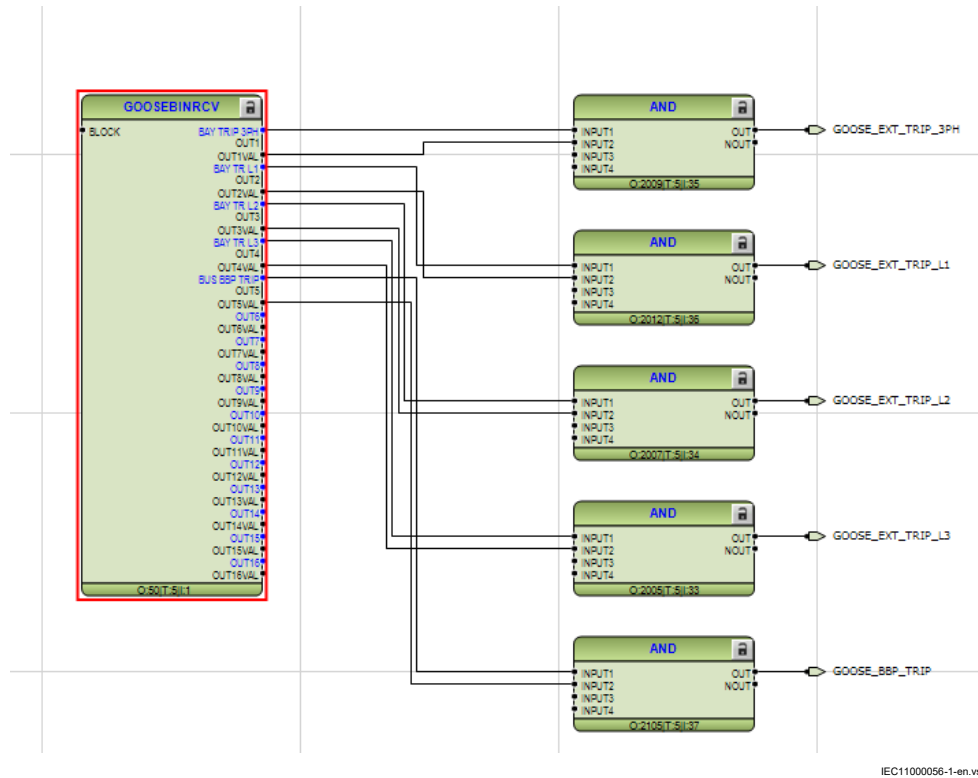 GOOSEBINRCV
BLOCK
BAY TRIP 3PH
OUT1
OUT1VAL
BAY TR L1
OUT2
OUT2VAL
BAY TR L2
OUT3
OUT3VAL
BAY TR L3
OUT4
OUT4VAL
BUS BBP TRIP
OUT5
OUT5VAL
OUT6
OUT6VAL
OUT7
OUT7VAL
OUT8
OUT8VAL
OUT9
OUT9VAL
OUT10
OUT10VAL
OUT11
OUT11VAL
OUT12
OUT12VAL
OUT13
OUT13VAL
OUT14
OUT14VAL
OUT15
OUT15VAL
OUT16
OUT16VAL
O:50|T:5|I:1
AND
INPUT1 OUT
INPUT2 NOUT
INPUT3
INPUT4
O:2009|T:5|I:35
GOOSE_EXT_TRIP_3PH
AND
INPUT1 OUT
INPUT2 NOUT
INPUT3
INPUT4
O:2012|T:5|I:36
GOOSE_EXT_TRIP_L1
AND
INPUT1 OUT
INPUT2 NOUT
INPUT3
INPUT4
O:2007|T:5|I:34
GOOSE_EXT_TRIP_L2
AND
INPUT1 OUT
INPUT2 NOUT
INPUT3
INPUT4
O:2005|T:5|I:33
GOOSE_EXT_TRIP_L3
AND
INPUT1 OUT
INPUT2 NOUT
INPUT3
INPUT4
O:2105|T:5|I:37
GOOSE_BBP_TRIP
IEC11000056-1-en.vs